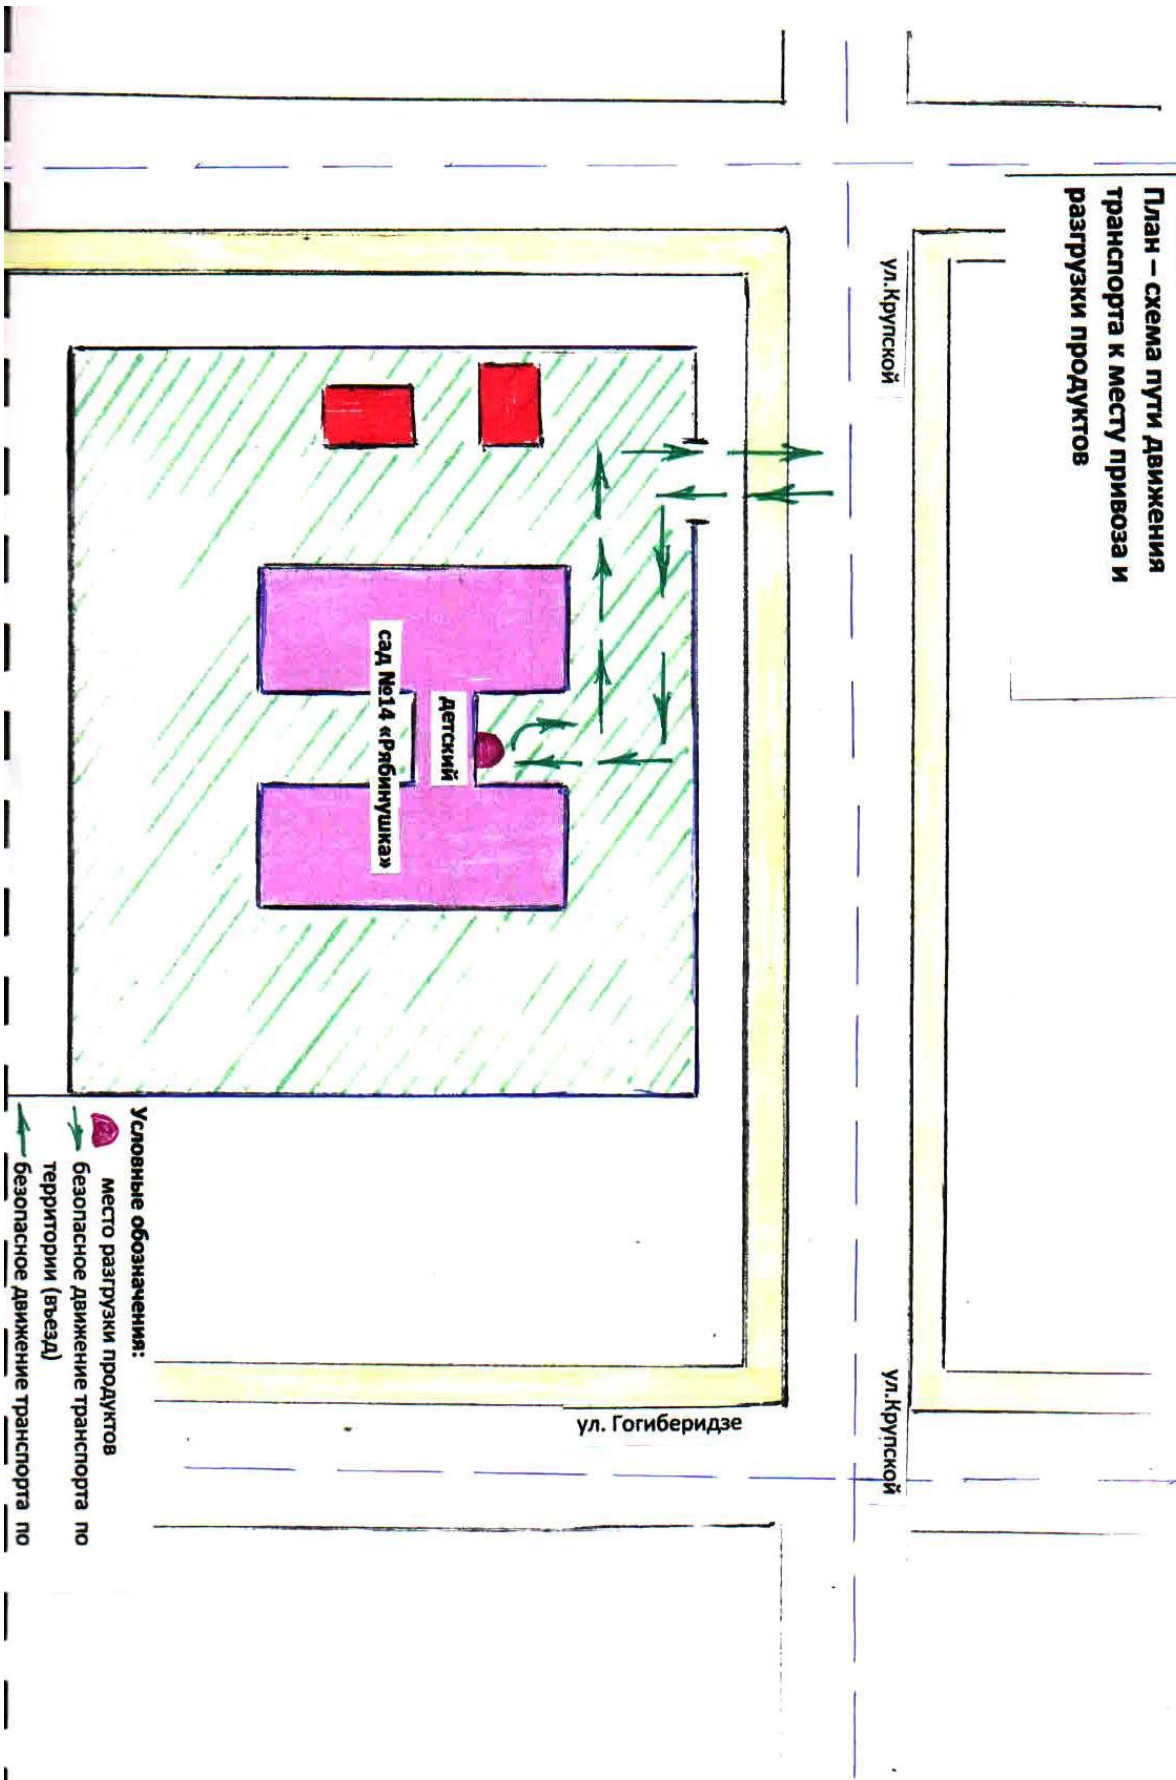 План – схема пути движения
транспорта к месту привоза и
разгрузки продуктов
ул.Крупской
ул.Крупской
ул. Гогиберидзе
детский
сад №14 «Рябинушка»
Условные обозначения:
место разгрузки продуктов
безопасное движение транспорта по
территории (въезд)
безопасное движение транспорта по